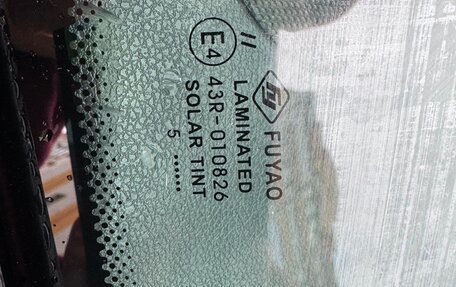 FUYAO
LAMINATED
II
E4 43R-010826
SOLAR TINT
5 ......